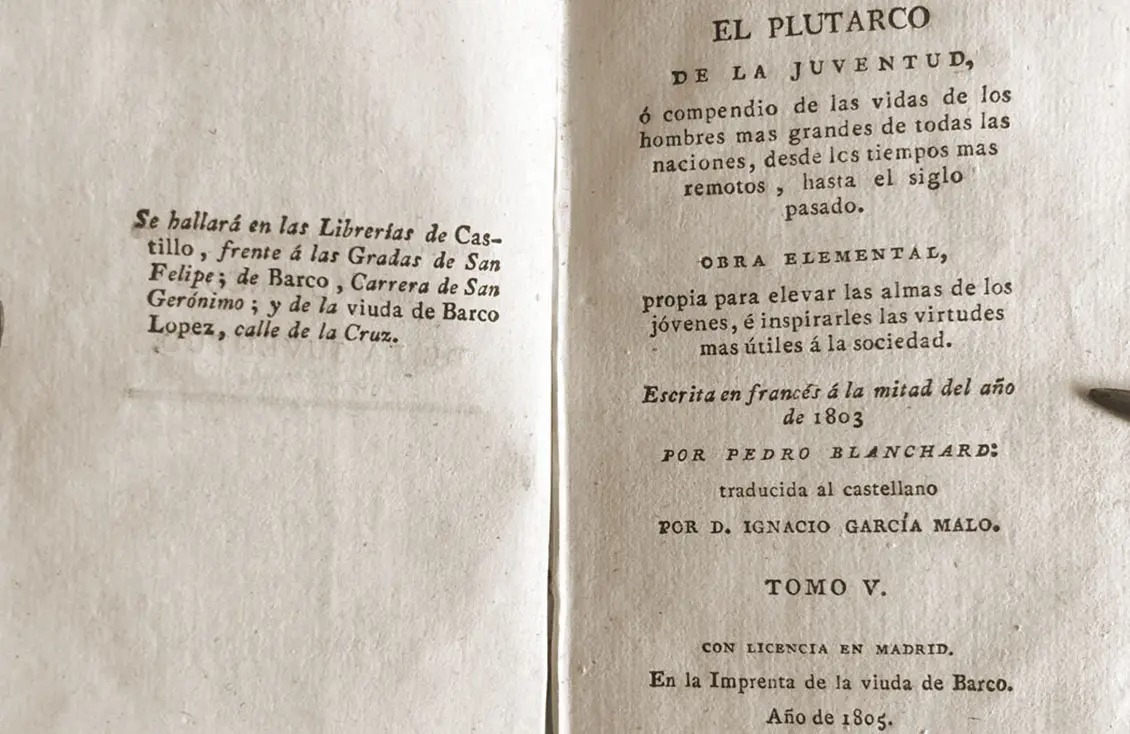 Se hallará en las Librerías de Cas-
tillo, frente á las Gradas de San
Felipe; de Barco, Carrera de San
Gerónimo; y de la viuda de Barco
Lopez, calle de la Cruz.
EL PLUTARCO
DE LA JUVENTUD,
ó compendio de las vidas de los
hombres mas grandes de todas las
naciones, desde los tiempos mas
remotos, hasta el siglo
pasado.
OBRA ELEMENTAL,
propia para elevar las almas de los
jóvenes, é inspirarles las virtudes
mas útiles á la sociedad.
Escrita en francés á la mitad del año
de 1803
POR PEDRO BLANCHARD:
traducida al castellano
POR D. IGNACIO GARCÍA MALO.
TOMO V.
CON LICENCIA EN MADRID.
En la Imprenta de la viuda de Barco.
Año de 1805.